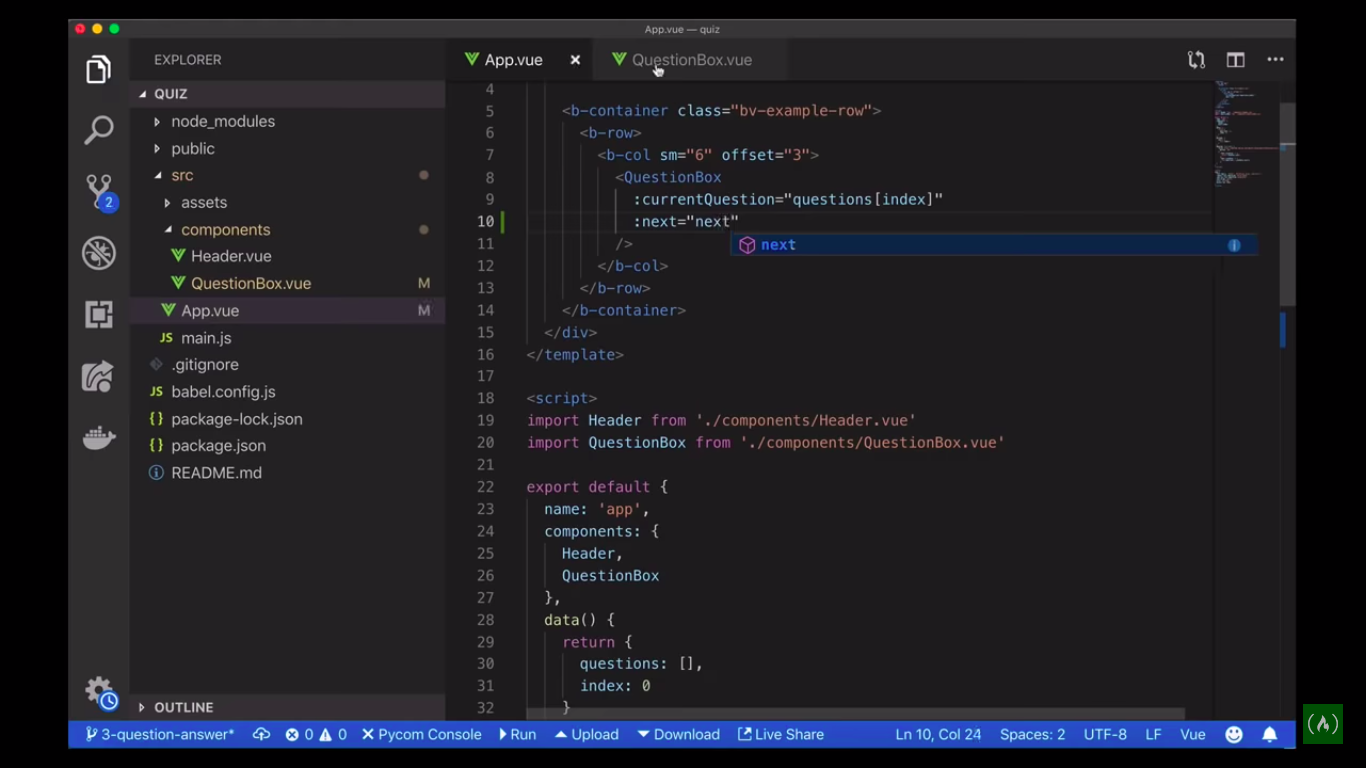 App.vue — quiz
EXPLORER
QUIZ
node_modules
public
src
assets
components
Header.vue
QuestionBox.vue M
App.vue M
JS main.js
.gitignore
JS babel.config.js
{} package-lock.json
{} package.json
README.md
OUTLINE
2
App.vue ×
QuestionBox.vue
4
5 <b-container class="bv-example-row">
6 <b-row>
7 <b-col sm="6" offset="3">
8 <QuestionBox
9 :currentQuestion="questions[index]"
10 :next="next"
next
11 />
12 </b-col>
13 </b-row>
14 </b-container>
15 </div>
16 </template>
17
18 <script>
19 import Header from './components/Header.vue'
20 import QuestionBox from './components/QuestionBox.vue'
21
22 export default {
23 name: 'app',
24 components: {
25 Header,
26 QuestionBox
27 },
28 data() {
29 return {
30 questions: [],
31 index: 0
32 }
3-question-answer* 0 0 Pycom Console Run Upload Download Live Share Ln 10, Col 24 Spaces: 2 UTF-8 LF Vue